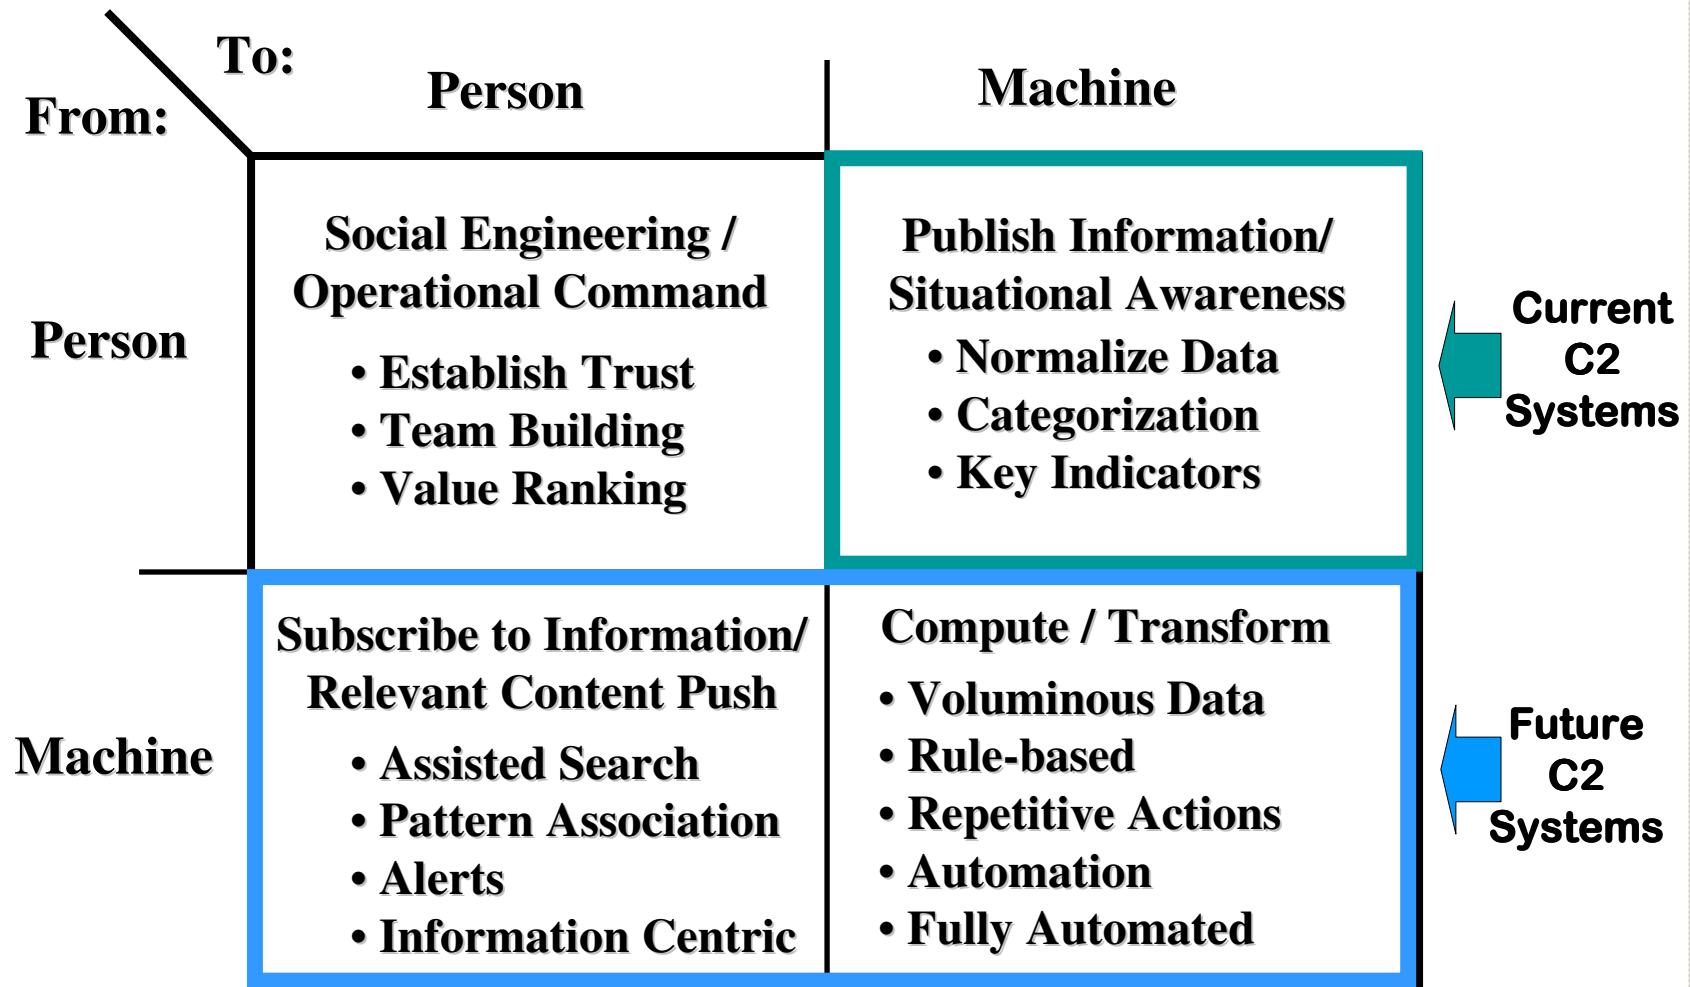 To:
From:
Person
Machine
Person
Social Engineering /
Operational Command
• Establish Trust
• Team Building
• Value Ranking
Publish Information/
Situational Awareness
• Normalize Data
• Categorization
• Key Indicators
Current
C2
Systems
Machine
Subscribe to Information/
Relevant Content Push
• Assisted Search
• Pattern Association
• Alerts
• Information Centric
Compute / Transform
• Voluminous Data
• Rule-based
• Repetitive Actions
• Automation
• Fully Automated
Future
C2
Systems